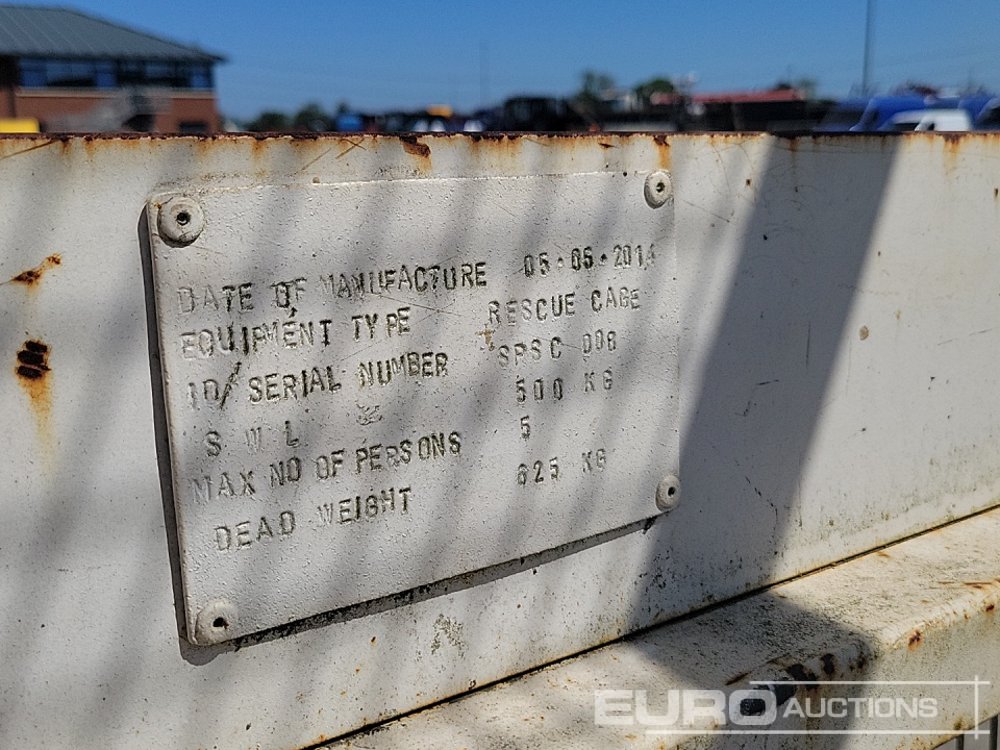 DATE OF MANUFACTURE 05·06·2014
EQUIPMENT TYPE RESCUE CAGE
ID/SERIAL NUMBER SPSC 008
S W L 500 KG
MAX NO OF PERSONS 5
DEAD WEIGHT 625 KG
EURO AUCTIONS